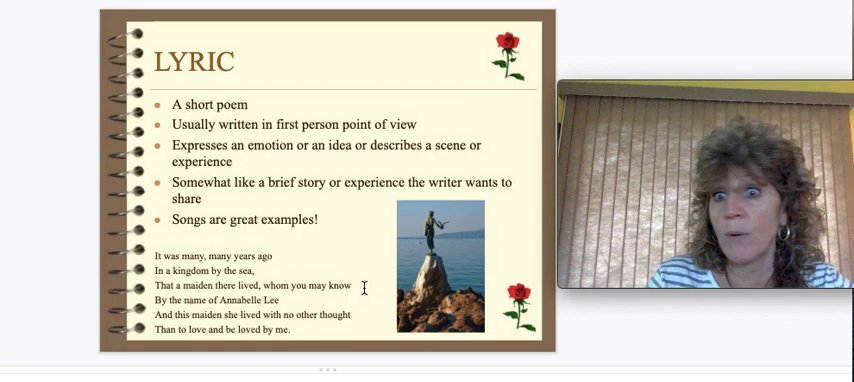 LYRIC
A short poem
Usually written in first person point of view
Expresses an emotion or an idea or describes a scene or
experience
Somewhat like a brief story or experience the writer wants to
share
Songs are great examples!
It was many, many years ago
In a kingdom by the sea,
That a maiden there lived, whom you may know
By the name of Annabelle Lee
And this maiden she lived with no other thought
Than to love and be loved by me.